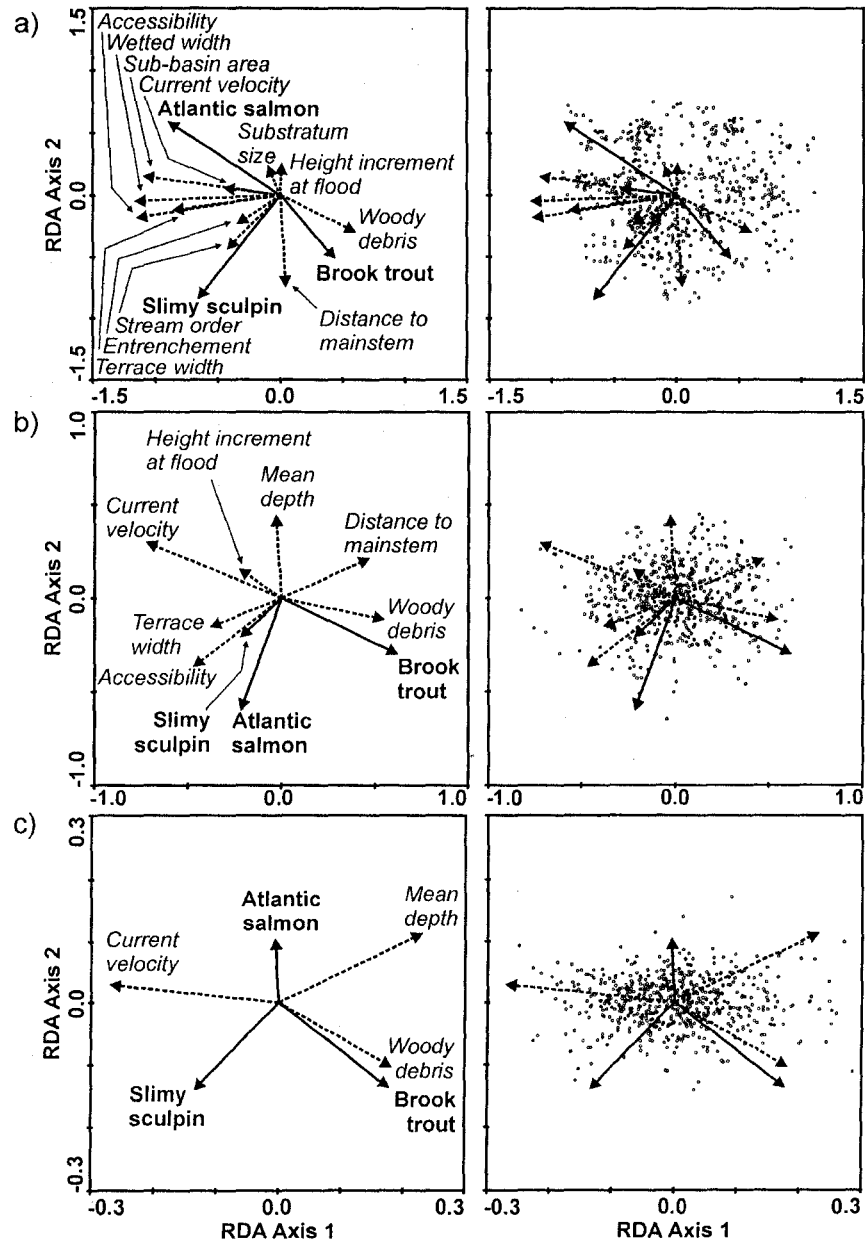 a)
1.5
Accessibility
Wetted width
Sub-basin area
Current velocity
Atlantic salmon
Substratum
size
Height increment
at flood
Woody
debris
Brook trout
Slimy sculpin
Distance to
mainstem
Stream order
Entrenchement
Terrace width
RDA Axis 2
0.0
-1.5
-1.5
0.0
1.5
-1.5
0.0
1.5
b)
1.0
Height increment
at flood
Mean
depth
Current
velocity
Distance to
mainstem
Terrace
width
Woody
debris
Accessibility
Brook
trout
Slimy
sculpin
Atlantic
salmon
RDA Axis 2
0.0
-1.0
-1.0
0.0
1.0
-1.0
0.0
1.0
c)
0.3
Atlantic
salmon
Mean
depth
Current
velocity
Woody
debris
Slimy
sculpin
Brook
trout
RDA Axis 2
0.0
-0.3
-0.3
0.0
0.3
-0.3
0.0
0.3
RDA Axis 1
RDA Axis 1